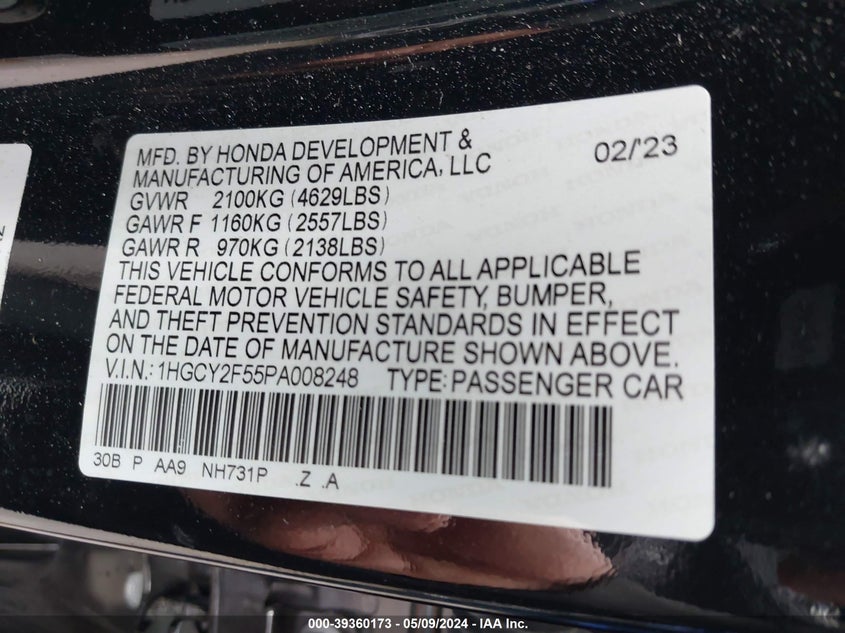 MFD. BY HONDA DEVELOPMENT & 02/'23
MANUFACTURING OF AMERICA, LLC
GVWR 2100KG (4629LBS)
GAWR F 1160KG (2557LBS)
GAWR R 970KG (2138LBS)
THIS VEHICLE CONFORMS TO ALL APPLICABLE
FEDERAL MOTOR VEHICLE SAFETY, BUMPER,
AND THEFT PREVENTION STANDARDS IN EFFECT
ON THE DATE OF MANUFACTURE SHOWN ABOVE.
V.I.N.: 1HGCY2F55PA008248 TYPE: PASSENGER CAR
30B P AA9 NH731P .Z .A
000-39360173 — 05/09/2024 - IAA Inc.